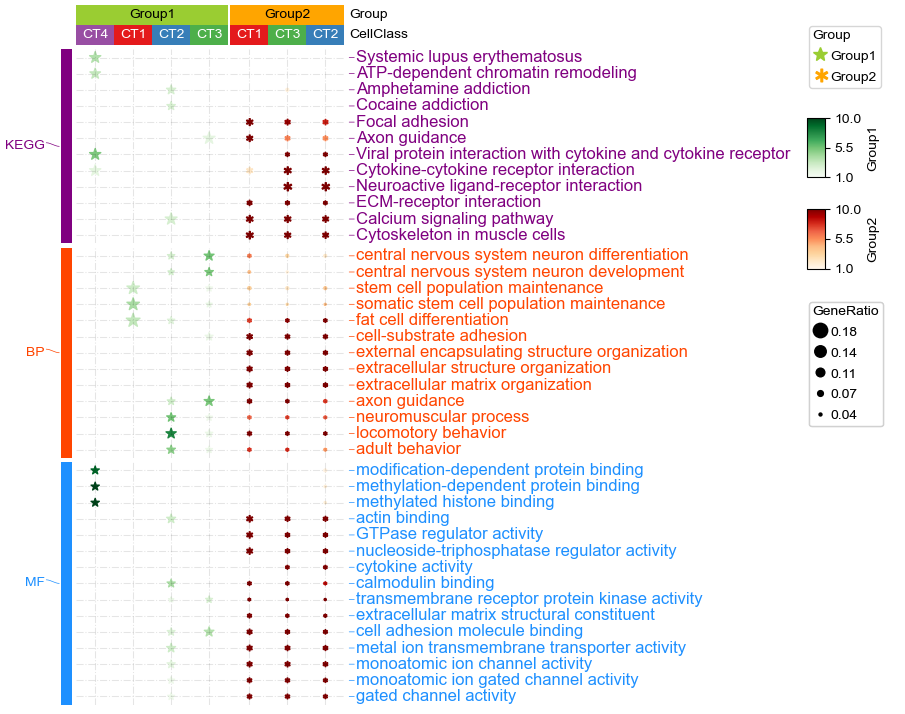 Group1 Group2 Group
CT4 CT1 CT2 CT3 CT1 CT3 CT2 CellClass
KEGG
Systemic lupus erythematosus
ATP-dependent chromatin remodeling
Amphetamine addiction
Cocaine addiction
Focal adhesion
Axon guidance
Viral protein interaction with cytokine and cytokine receptor
Cytokine-cytokine receptor interaction
Neuroactive ligand-receptor interaction
ECM-receptor interaction
Calcium signaling pathway
Cytoskeleton in muscle cells
BP
central nervous system neuron differentiation
central nervous system neuron development
stem cell population maintenance
somatic stem cell population maintenance
fat cell differentiation
cell-substrate adhesion
external encapsulating structure organization
extracellular structure organization
extracellular matrix organization
axon guidance
neuromuscular process
locomotory behavior
adult behavior
MF
modification-dependent protein binding
methylation-dependent protein binding
methylated histone binding
actin binding
GTPase regulator activity
nucleoside-triphosphatase regulator activity
cytokine activity
calmodulin binding
transmembrane receptor protein kinase activity
extracellular matrix structural constituent
cell adhesion molecule binding
metal ion transmembrane transporter activity
monoatomic ion channel activity
monoatomic ion gated channel activity
gated channel activity
Group
Group1
Group2
10.0
5.5
1.0
Group1
10.0
5.5
1.0
Group2
GeneRatio
0.18
0.14
0.11
0.07
0.04